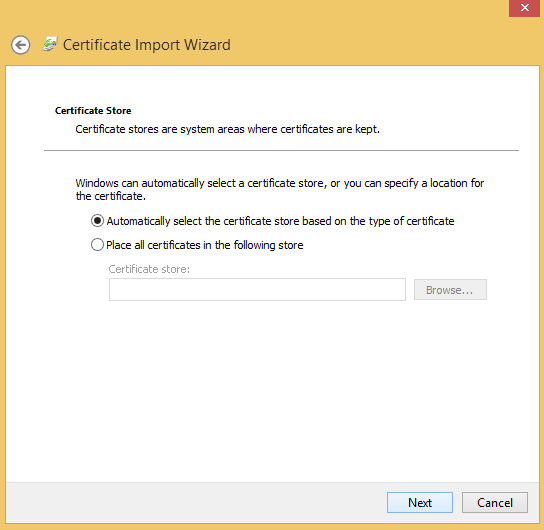 Certificate Import Wizard
Certificate Store
Certificate stores are system areas where certificates are kept.
Windows can automatically select a certificate store, or you can specify a location for
the certificate.
Automatically select the certificate store based on the type of certificate
Place all certificates in the following store
Certificate store:
Browse...
Next
Cancel